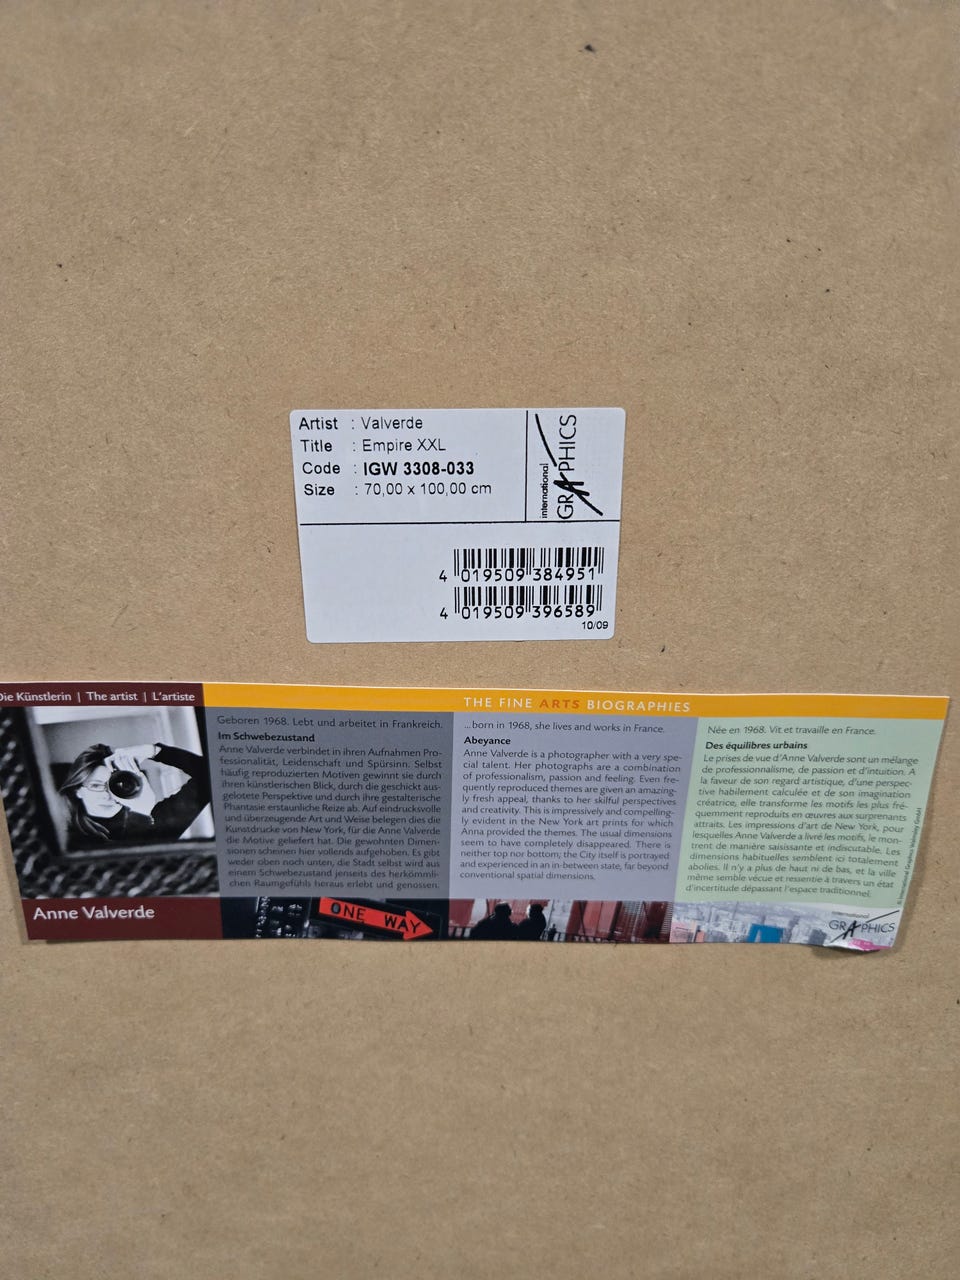 Artist : Valverde
Title : Empire XXL
Code : IGW 3308-033
Size : 70,00 x 100,00 cm
international
GRAPHICS
4 019509 384951
4 019509 396589
10/09
Die Künstlerin | The artist | L'artiste
THE FINE ARTS BIOGRAPHIES
Geboren 1968. Lebt und arbeitet in Frankreich.
Im Schwebezustand
Anne Valverde verbindet in ihren Aufnahmen Pro-
fessionalität, Leidenschaft und Spürsinn. Selbst
häufig reproduzierten Motiven gewinnt sie durch
ihren künstlerischen Blick, durch die geschickt aus-
gelotete Perspektive und durch ihre gestalterische
Phantasie erstaunliche Reize ab. Auf eindrucksvolle
und überzeugende Art und Weise belegen dies die
Kunstdrucke von New York, für die Anne Valverde
die Motive geliefert hat. Die gewohnten Dimen-
sionen scheinen hier vollends aufgehoben. Es gibt
weder oben noch unten, die Stadt selbst wird aus
einem Schwebezustand jenseits des herkömmli-
chen Raumgefühls heraus erlebt und genossen.
...born in 1968, she lives and works in France.
Abeyance
Anne Valverde is a photographer with a very spe-
cial talent. Her photographs are a combination
of professionalism, passion and feeling. Even fre-
quently reproduced themes are given an amazing-
ly fresh appeal, thanks to her skilful perspectives
and creativity. This is impressively and compelling-
ly evident in the New York art prints for which
Anna provided the themes. The usual dimensions
seem to have completely disappeared. There is
neither top nor bottom; the City itself is portrayed
and experienced in an in-between state, far beyond
conventional spatial dimensions.
Née en 1968. Vit et travaille en France.
Des équilibres urbains
Le prises de vue d'Anne Valverde sont un mélange
de professionnalisme, de passion et d'intuition. A
la faveur de son regard artistique, d'une perspec-
tive habilement calculée et de son imagination
créatrice, elle transforme les motifs les plus fré-
quemment reproduits en œuvres aux surprenants
attraits. Les impressions d'art de New York, pour
lesquelles Anne Valverde a livré les motifs, le mon-
trent de manière saisissante et indiscutable. Les
dimensions habituelles semblent ici totalement
abolies. Il n'y a plus de haut ni de bas, et la ville
même semble vécue et ressentie à travers un état
d'incertitude dépassant l'espace traditionnel.
© International Graphics Worldly GmbH
Anne Valverde
ONE WAY
international
GRAPHICS